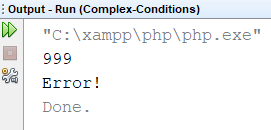 Output - Run (Complex-Conditions)
"C:\xampp\php\php.exe"
999
Error!
Done.